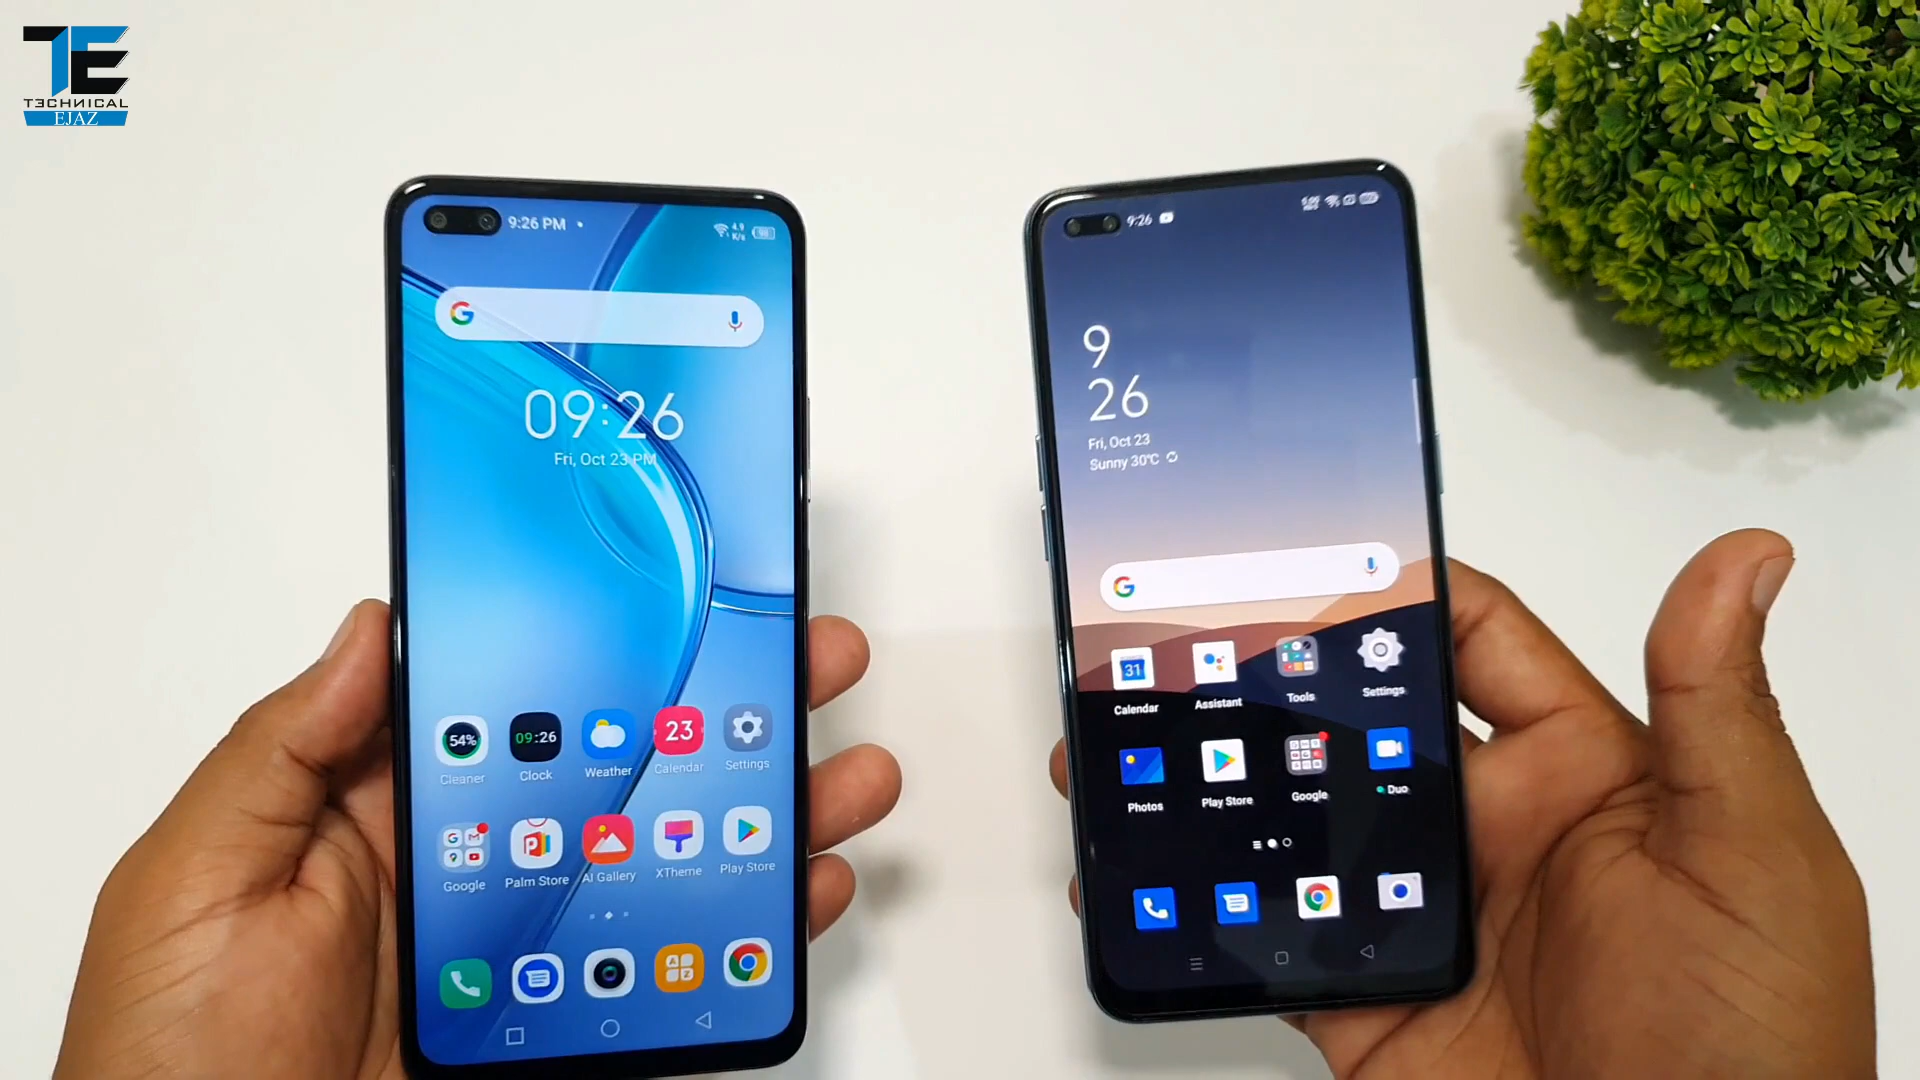 TECHNICAL
EJAZ
9:26 PM
4.9
K/s
09:26
Fri, Oct 23 PM
54%
09:26
23
Cleaner
Clock
Weather
Calendar
Settings
Google
Palm Store
AI Gallery
XTheme
Play Store
A B
A Z
9:26
9
26
Fri, Oct 23
Sunny 30°C
31
Calendar
Assistant
Tools
Settings
Photos
Play Store
Google
Duo